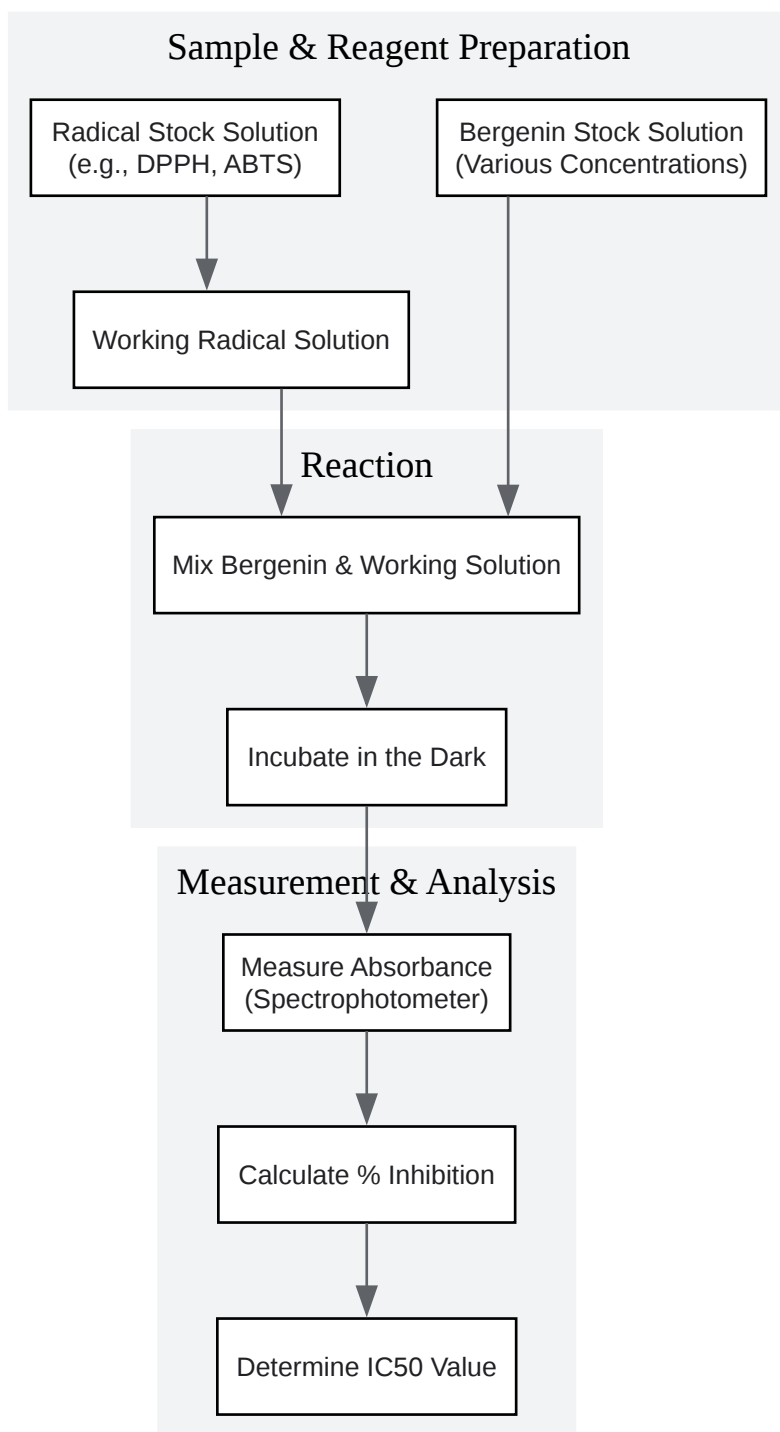 Sample & Reagent Preparation
Radical Stock Solution
(e.g., DPPH, ABTS)
Bergenin Stock Solution
(Various Concentrations)
Working Radical Solution
Reaction
Mix Bergenin & Working Solution
Incubate in the Dark
Measurement & Analysis
Measure Absorbance
(Spectrophotometer)
Calculate % Inhibition
Determine IC50 Value